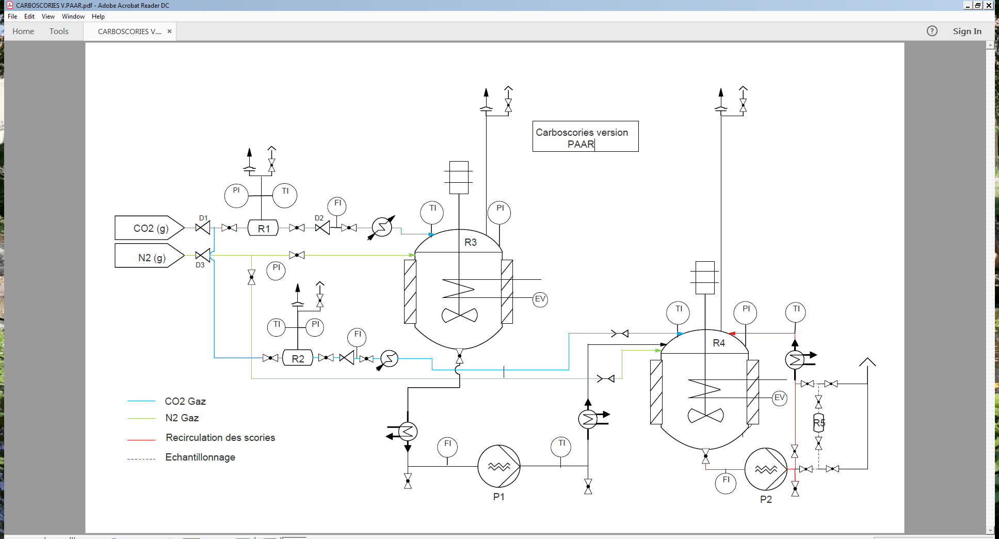 CARBOSCORIES V.PAAR.pdf - Adobe Acrobat Reader DC
File Edit View Window Help
Home Tools CARBOSCORIES V.... ×
? Sign In
Carboscories version
PAAR
PI TI
FI
TI PI
D1 D2
CO2 (g) R1
R3
N2 (g)
D3
PI
EV
TI PI
FI
R2
TI PI TI
R4
EV
R5
CO2 Gaz
N2 Gaz
Recirculation des scories
Echantillonnage
FI TI
P1
FI
P2